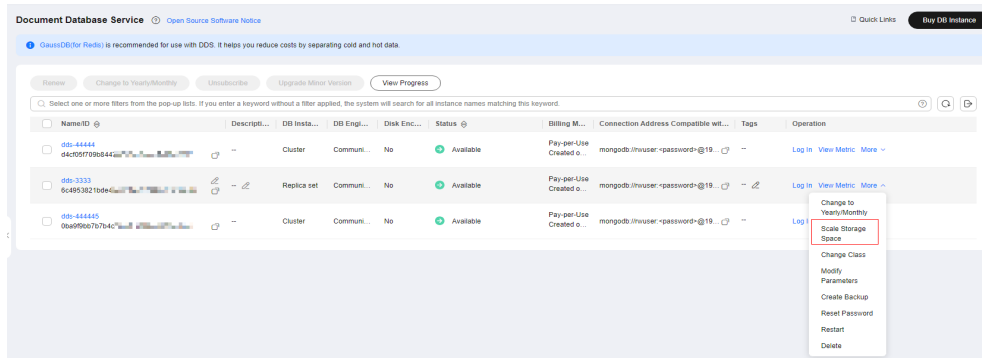 Document Database Service Open Source Software Notice Quick Links Buy DB Instance
GaussDB(for Redis) is recommended for use with DDS. It helps you reduce costs by separating cold and hot data.
Renew Change to Yearly/Monthly Unsubscribe Upgrade Minor Version View Progress
Select one or more filters from the pop-up lists. If you enter a keyword without a filter applied, the system will search for all instance names matching this keyword.
Name/ID Descripti... DB Insta... DB Engi... Disk Enc... Status Billing M... Connection Address Compatible wit... Tags Operation
dds-44444
d4cf05f709b844 -- Cluster Communi... No Available Pay-per-Use
Created o... mongodb://rwuser:<password>@19... -- Log In View Metric More
dds-3333
6c4953821bde4 -- Replica set Communi... No Available Pay-per-Use
Created o... mongodb://rwuser:<password>@19... -- Log In View Metric More
dds-444445
0ba9f9bb7b7b4c -- Cluster Communi... No Available Pay-per-Use
Created o... mongodb://rwuser:<password>@19... -- Log
Change to
Yearly/Monthly
Scale Storage
Space
Change Class
Modify
Parameters
Create Backup
Reset Password
Restart
Delete